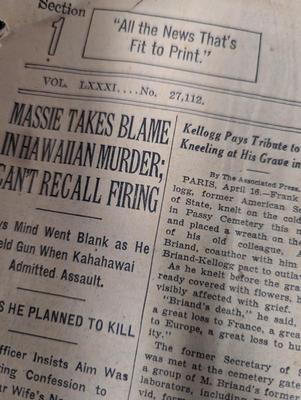 Section
1
"All the News That's
Fit to Print."
VOL. LXXXI....No. 27,112.
MASSIE TAKES BLAME
IN HAWAIIAN MURDER;
CAN'T RECALL FIRING
Mind Went Blank as He
Gun When Kahahawai
Admitted Assault.
HE PLANNED TO KILL
Officer Insists Aim Was
Confession to
Wife's
Kellogg Pays Tribute to
Kneeling at His Grave in
By The Associated Press
PARIS, April 16.—Frank
logg, former American
of State, knelt on the cold
in Passy Cemetery this
and placed a wreath on the
of his old colleague
Briand, coauthor with him
Briand-Kellogg pact to outla
As he knelt before the gra
ready covered with flowers,
visibly affected with grief.
"Briand's death," he said,
a great loss to France, a grea
to Europe, a great loss to hu
ity."
The former Secretary of
was met at the cemetery gate
a group of M. Briand's former
laborators, including
vid, former